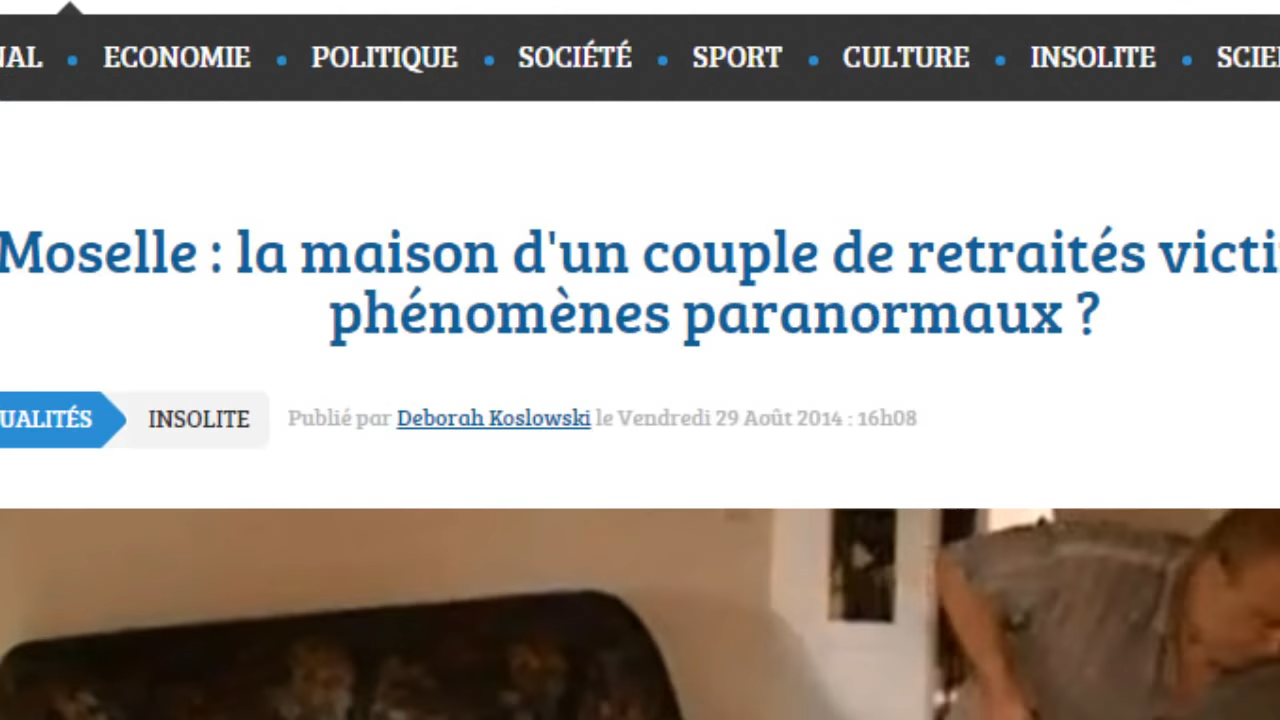 ECONOMIE • POLITIQUE • SOCIÉTÉ • SPORT • CULTURE • INSOLITE •
Moselle : la maison d'un couple de retraités
phénomènes paranormaux ?
INSOLITE Publié par Deborah Koslowski le Vendredi 29 Août 2014 : 16h08